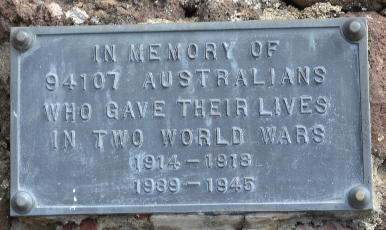 IN MEMORY OF
94107 AUSTRALIANS
WHO GAVE THEIR LIVES
IN TWO WORLD WARS
1914-1918
1939-1945